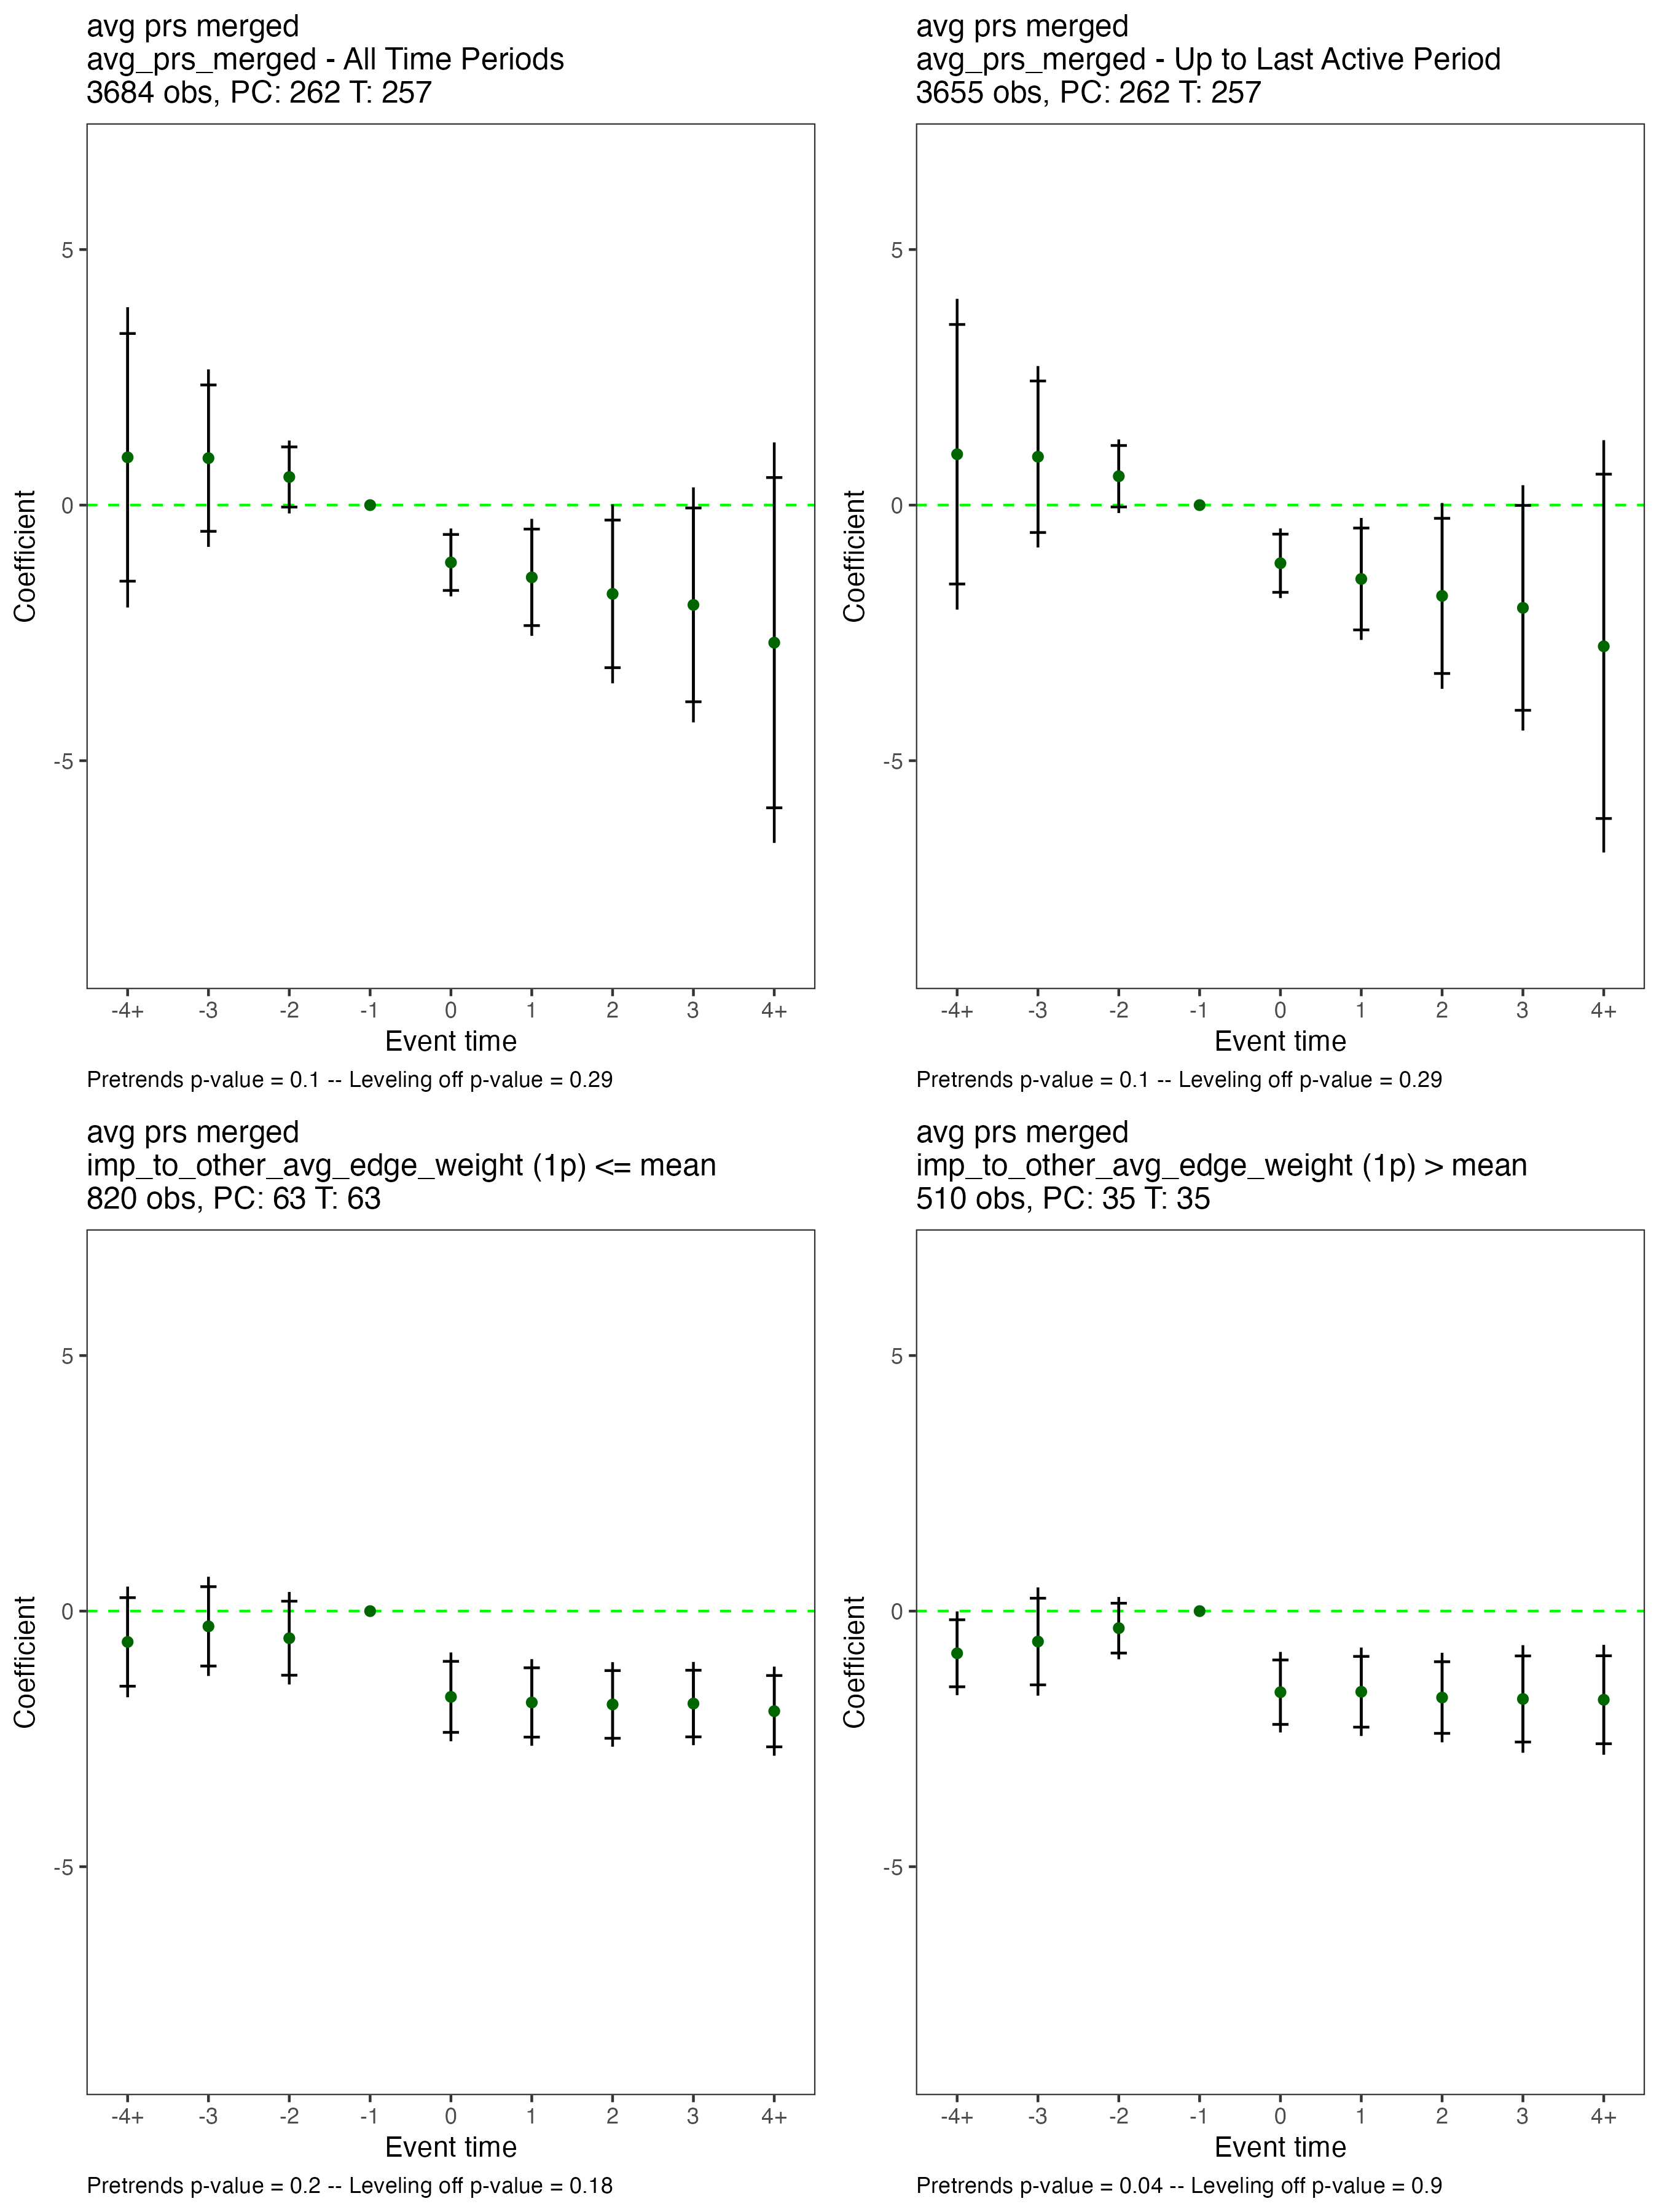 avg prs merged
avg_prs_merged - All Time Periods
3684 obs, PC: 262 T: 257
5
0
-5
Coefficient
-4+ -3 -2 -1 0 1 2 3 4+
Event time
Pretrends p-value = 0.1 -- Leveling off p-value = 0.29
avg prs merged
avg_prs_merged - Up to Last Active Period
3655 obs, PC: 262 T: 257
5
0
-5
Coefficient
-4+ -3 -2 -1 0 1 2 3 4+
Event time
Pretrends p-value = 0.1 -- Leveling off p-value = 0.29
avg prs merged
imp_to_other_avg_edge_weight (1p) <= mean
820 obs, PC: 63 T: 63
5
0
-5
Coefficient
-4+ -3 -2 -1 0 1 2 3 4+
Event time
Pretrends p-value = 0.2 -- Leveling off p-value = 0.18
avg prs merged
imp_to_other_avg_edge_weight (1p) > mean
510 obs, PC: 35 T: 35
5
0
-5
Coefficient
-4+ -3 -2 -1 0 1 2 3 4+
Event time
Pretrends p-value = 0.04 -- Leveling off p-value = 0.9